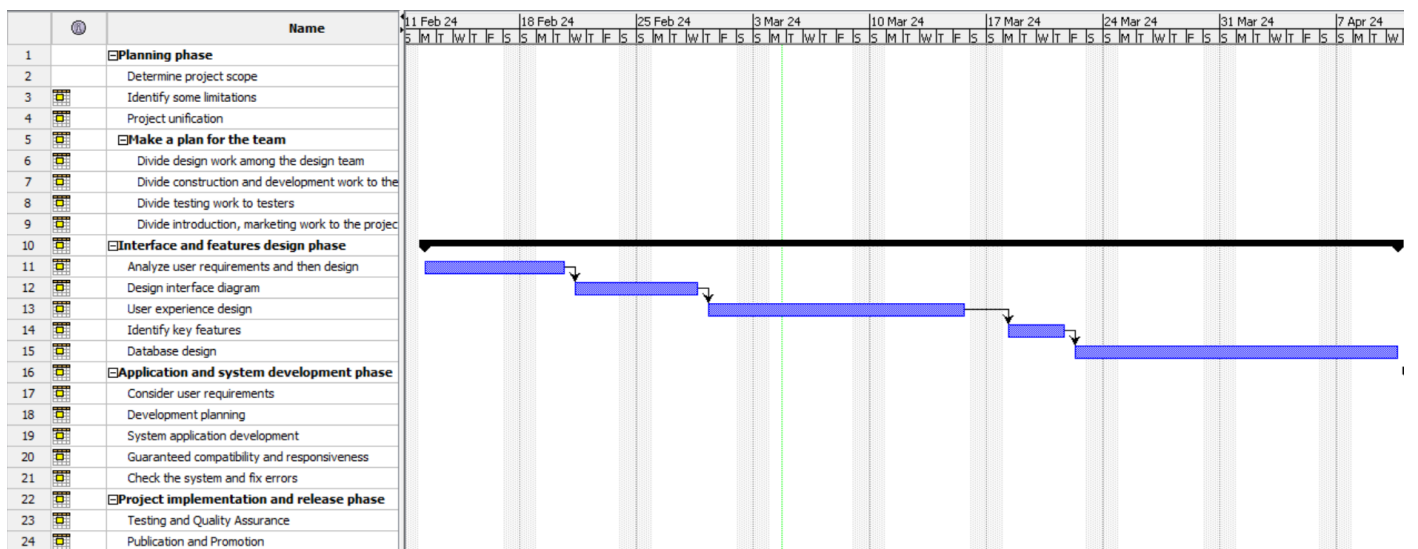 Name
11 Feb 24 18 Feb 24 25 Feb 24 3 Mar 24 10 Mar 24 17 Mar 24 24 Mar 24 31 Mar 24 7 Apr 24
S M T W T F S S M T W T F S S M T W T F S S M T W T F S S M T W T F S S M T W T F S S M T W T F S S M T W T F S S M T W
1 Planning phase
2 Determine project scope
3 Identify some limitations
4 Project unification
5 Make a plan for the team
6 Divide design work among the design team
7 Divide construction and development work to the
8 Divide testing work to testers
9 Divide introduction, marketing work to the projec
10 Interface and features design phase
11 Analyze user requirements and then design
12 Design interface diagram
13 User experience design
14 Identify key features
15 Database design
16 Application and system development phase
17 Consider user requirements
18 Development planning
19 System application development
20 Guaranteed compatibility and responsiveness
21 Check the system and fix errors
22 Project implementation and release phase
23 Testing and Quality Assurance
24 Publication and Promotion